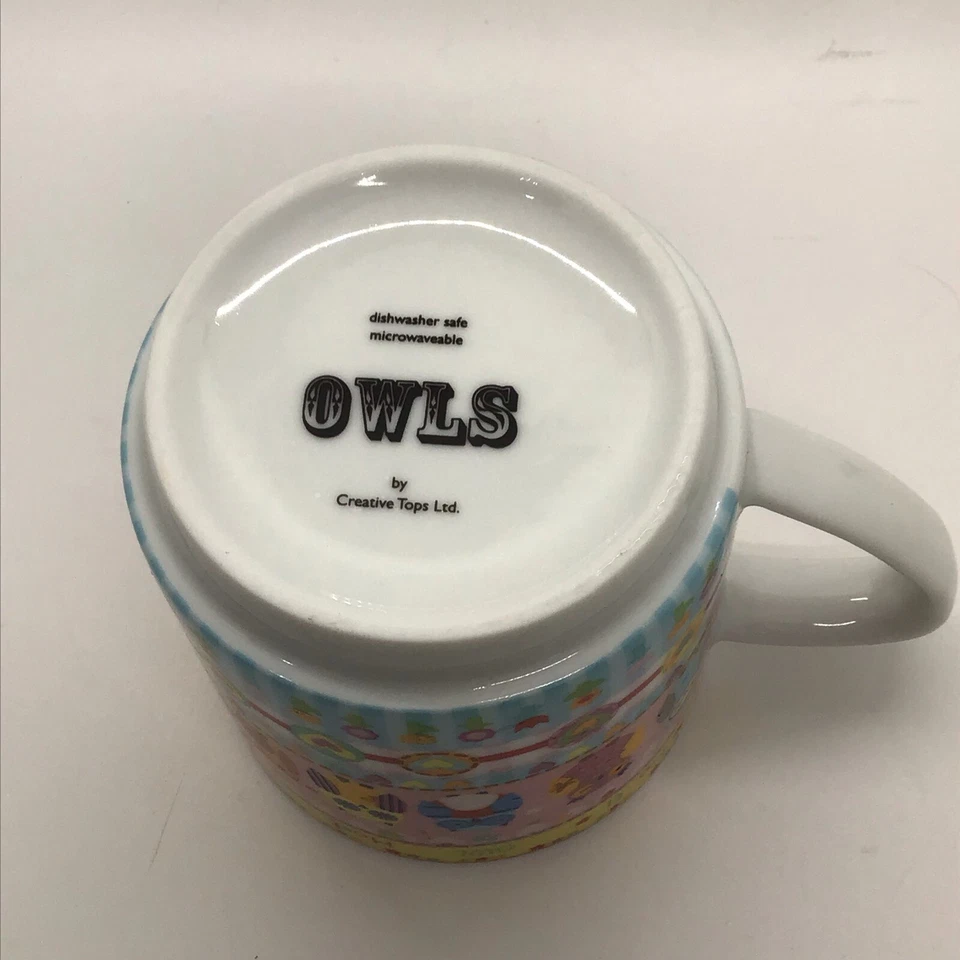 dishwasher safe
microwaveable
OWLS
by
Creative Tops Ltd.